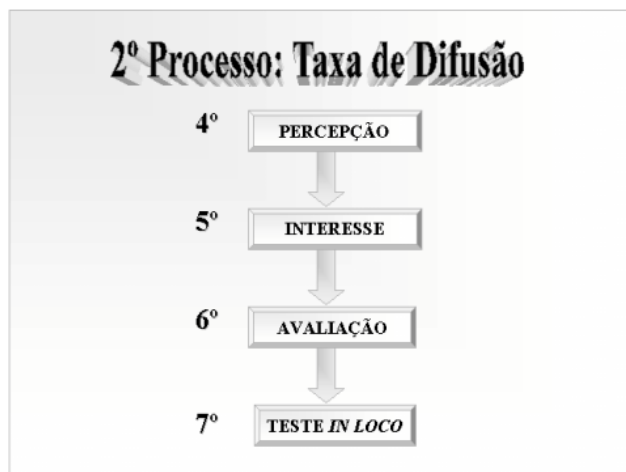 2º Processo: Taxa de Difusão
4º PERCEPÇÃO
5º INTERESSE
6º AVALIAÇÃO
7º TESTE IN LOCO